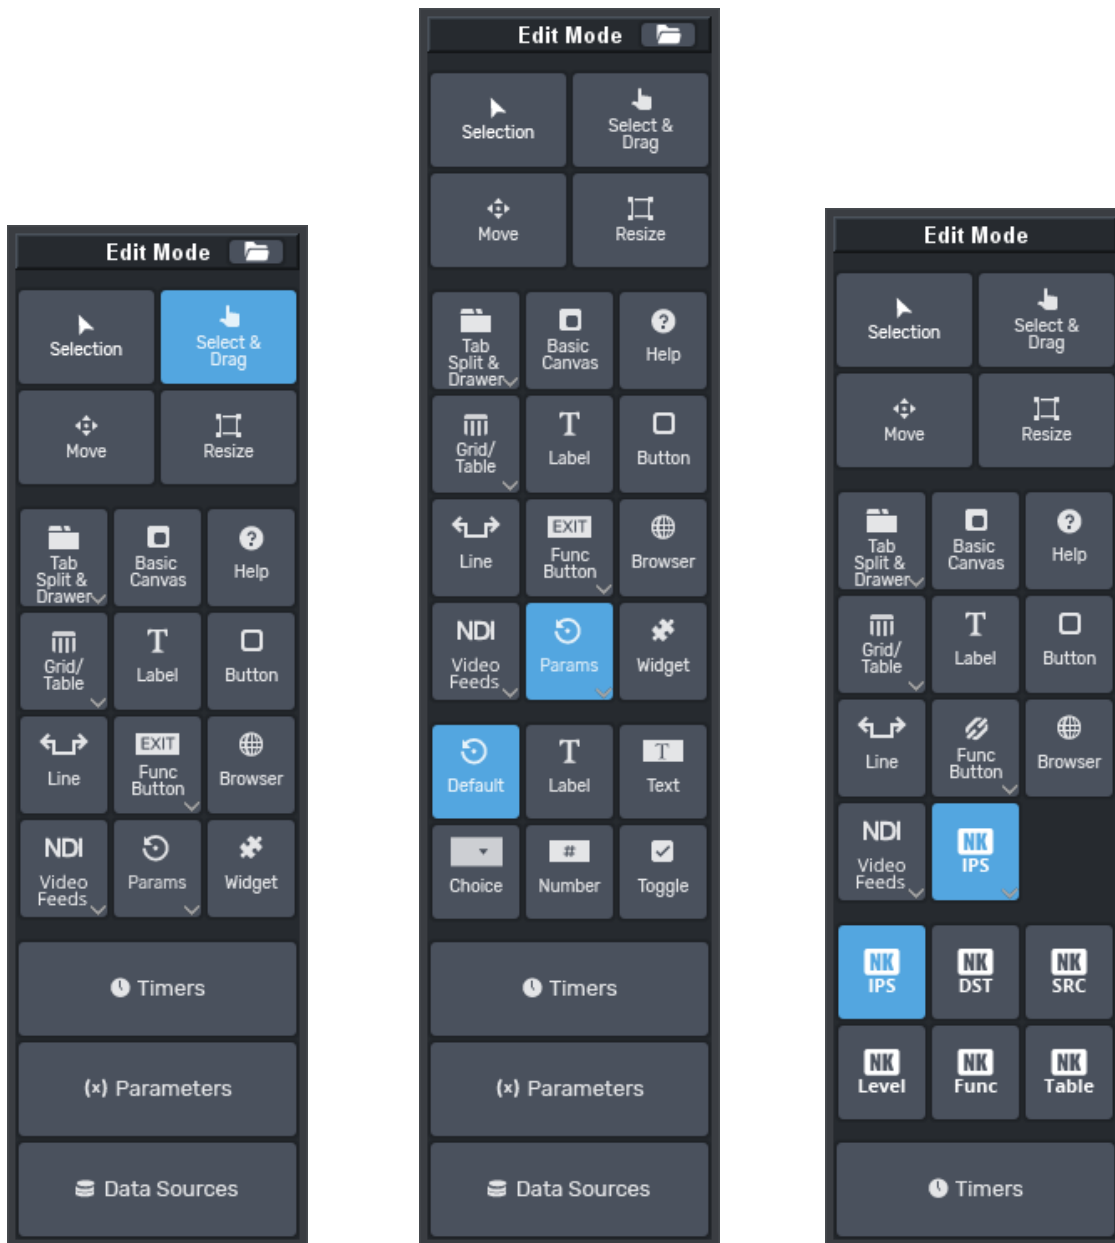 Edit Mode
Selection
Select &
Drag
Move
Resize
Tab
Split &
Drawer
Basic
Canvas
?
Help
Grid/
Table
T
Label
Button
Line
EXIT
Func
Button
Browser
NDI
Video
Feeds
Params
Widget
Timers
(x) Parameters
Data Sources
Edit Mode
Selection
Select &
Drag
Move
Resize
Tab
Split &
Drawer
Basic
Canvas
?
Help
Grid/
Table
T
Label
Button
Line
EXIT
Func
Button
Browser
NDI
Video
Feeds
Params
Widget
Default
T
Label
T
Text
Choice
#
Number
Toggle
Timers
(x) Parameters
Data Sources
Edit Mode
Selection
Select &
Drag
Move
Resize
Tab
Split &
Drawer
Basic
Canvas
?
Help
Grid/
Table
T
Label
Button
Line
Func
Button
Browser
NDI
Video
Feeds
NK
IPS
NK
IPS
NK
DST
NK
SRC
NK
Level
NK
Func
NK
Table
Timers